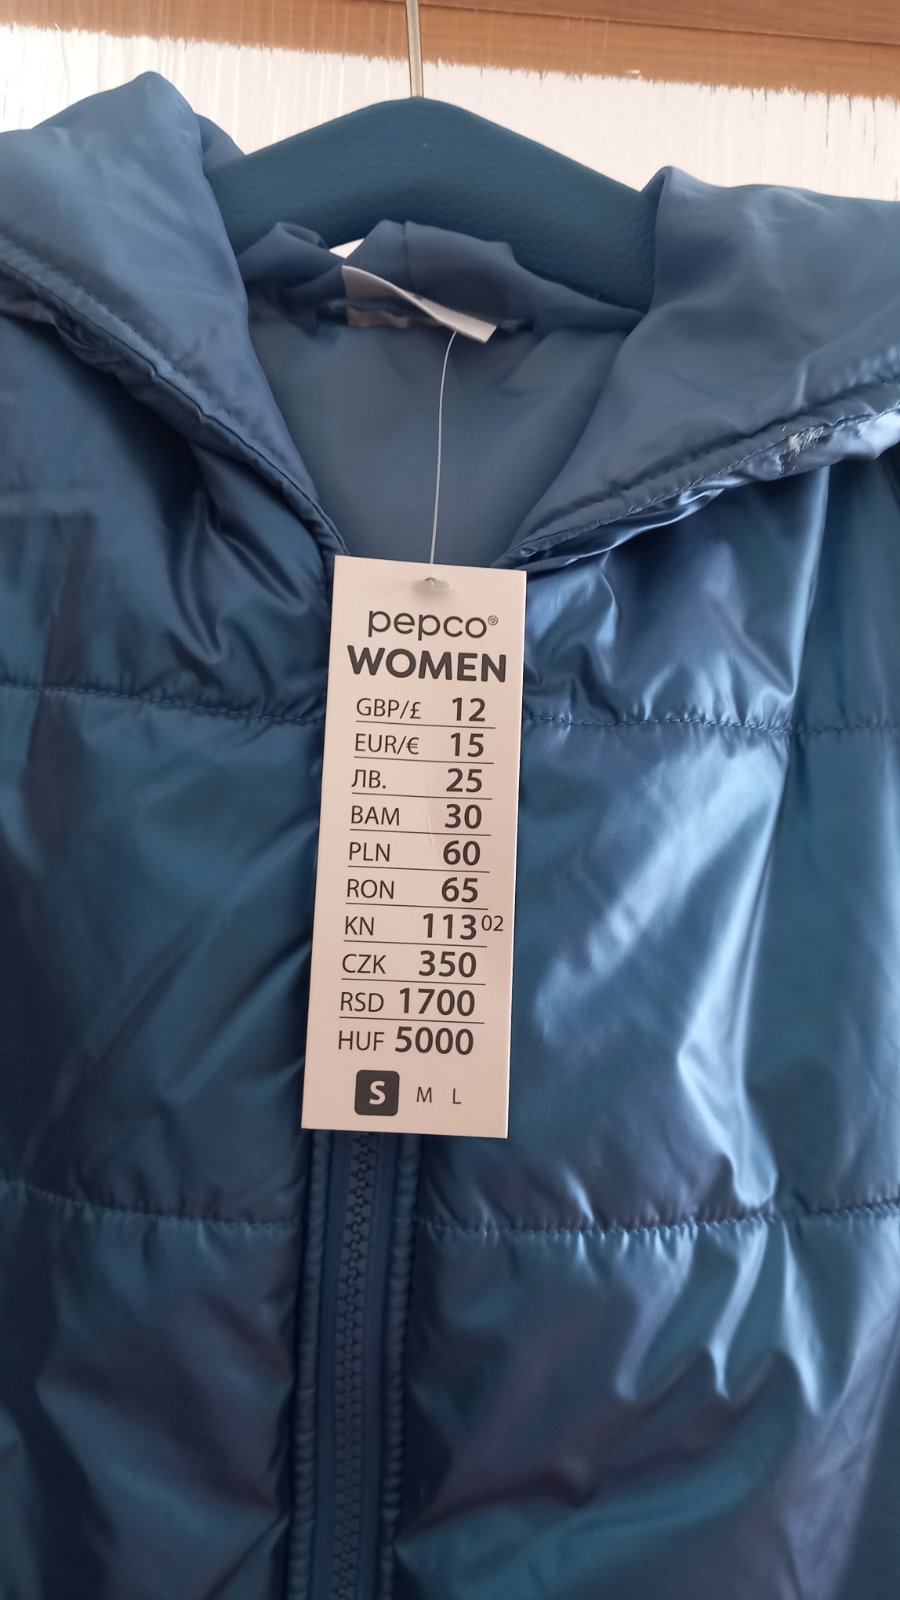 pepco®
WOMEN
GBP/£ 12
EUR/€ 15
ЛВ. 25
BAM 30
PLN 60
RON 65
KN 113 02
CZK 350
RSD 1700
HUF 5000
S M L